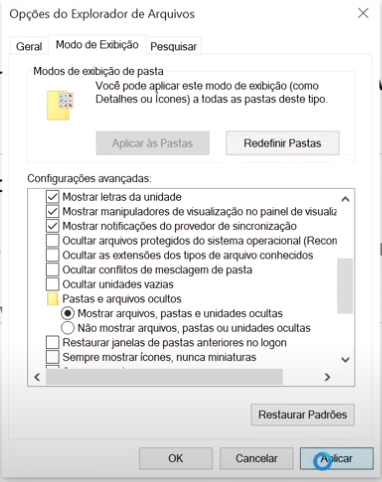 Opções do Explorador de Arquivos
Geral
Modo de Exibição
Pesquisar
Modos de exibição de pasta
Você pode aplicar este modo de exibição (como
Detalhes ou Ícones) a todas as pastas deste tipo.
Aplicar às Pastas
Redefinir Pastas
Configurações avançadas:
Mostrar letras da unidade
Mostrar manipuladores de visualização no painel de visualiz
Mostrar notificações do provedor de sincronização
Ocultar arquivos protegidos do sistema operacional (Recon
Ocultar as extensões dos tipos de arquivo conhecidos
Ocultar conflitos de mesclagem de pasta
Ocultar unidades vazias
Pastas e arquivos ocultos
Mostrar arquivos, pastas e unidades ocultas
Não mostrar arquivos, pastas ou unidades ocultas
Restaurar janelas de pastas anteriores no logon
Sempre mostrar ícones, nunca miniaturas
Restaurar Padrões
OK
Cancelar
Aplicar